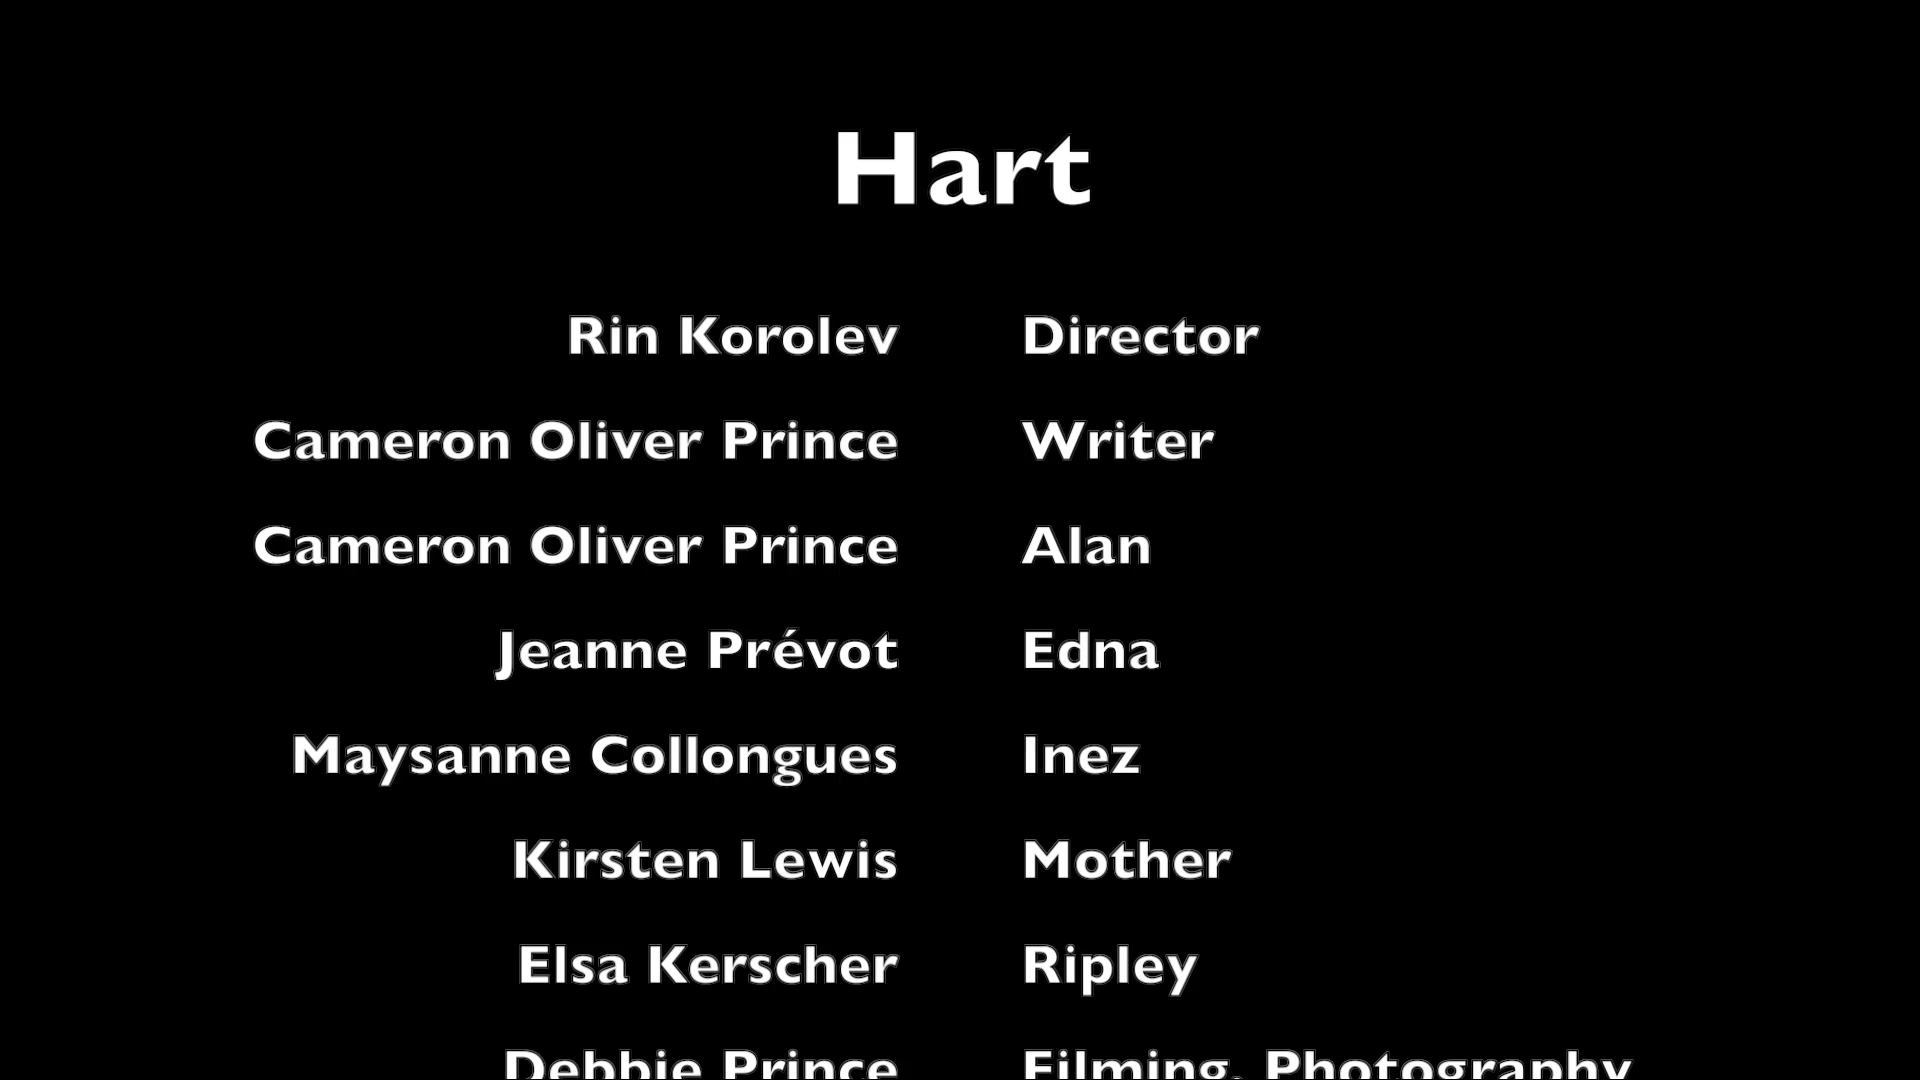 Hart
Rin Korolev Director
Cameron Oliver Prince Writer
Cameron Oliver Prince Alan
Jeanne Prévot Edna
Maysanne Collongues Inez
Kirsten Lewis Mother
Elsa Kerscher Ripley
Debbie Prince Filming, Photography